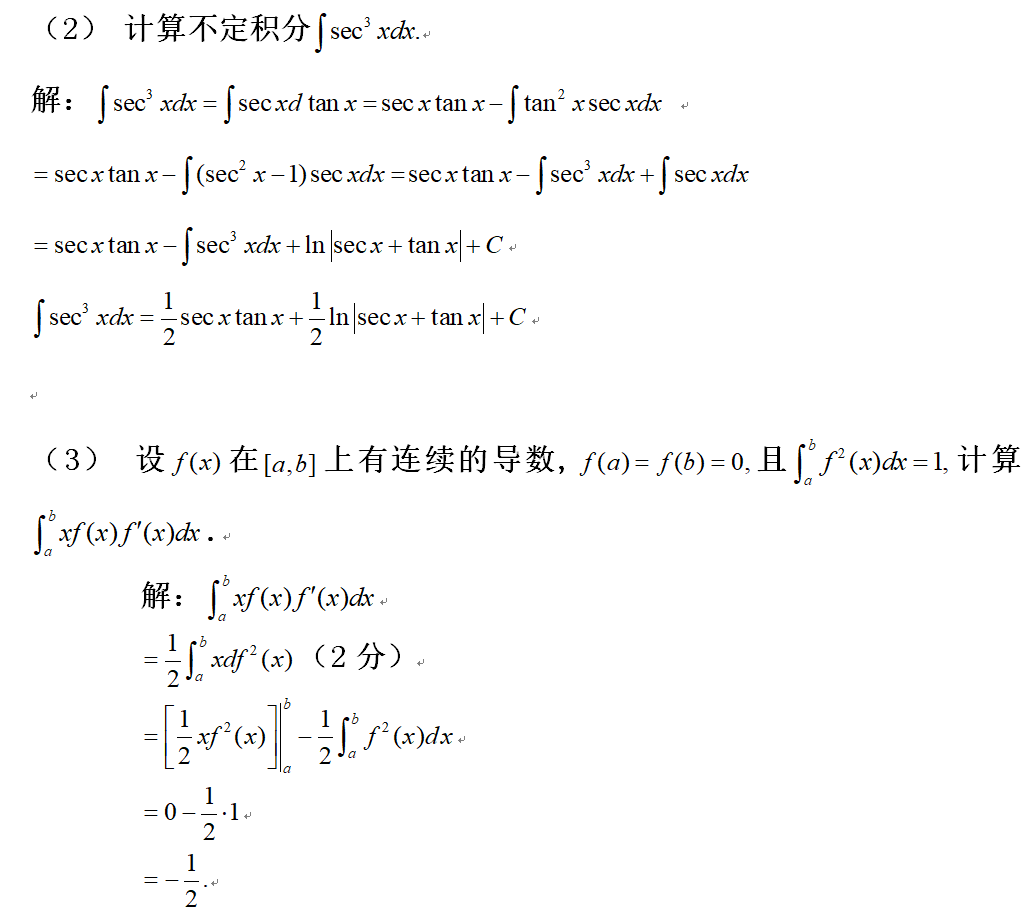 （2） 计算不定积分∫sec³ xdx.
解：∫sec³ xdx = ∫sec xd tan x = sec x tan x − ∫tan² x sec xdx
= sec x tan x − ∫(sec² x − 1) sec xdx = sec x tan x − ∫sec³ xdx + ∫sec xdx
= sec x tan x − ∫sec³ xdx + ln|sec x + tan x| + C
∫sec³ xdx = 1/2 sec x tan x + 1/2 ln|sec x + tan x| + C
（3） 设 f(x) 在 [a,b] 上有连续的导数, f(a) = f(b) = 0, 且 ∫_a^b f²(x)dx = 1, 计算
∫_a^b xf(x)f′(x)dx .
解：∫_a^b xf(x)f′(x)dx
= 1/2 ∫_a^b xdf²(x)（2 分）
= [1/2 xf²(x)]|_a^b − 1/2 ∫_a^b f²(x)dx
= 0 − 1/2 · 1
= − 1/2 .